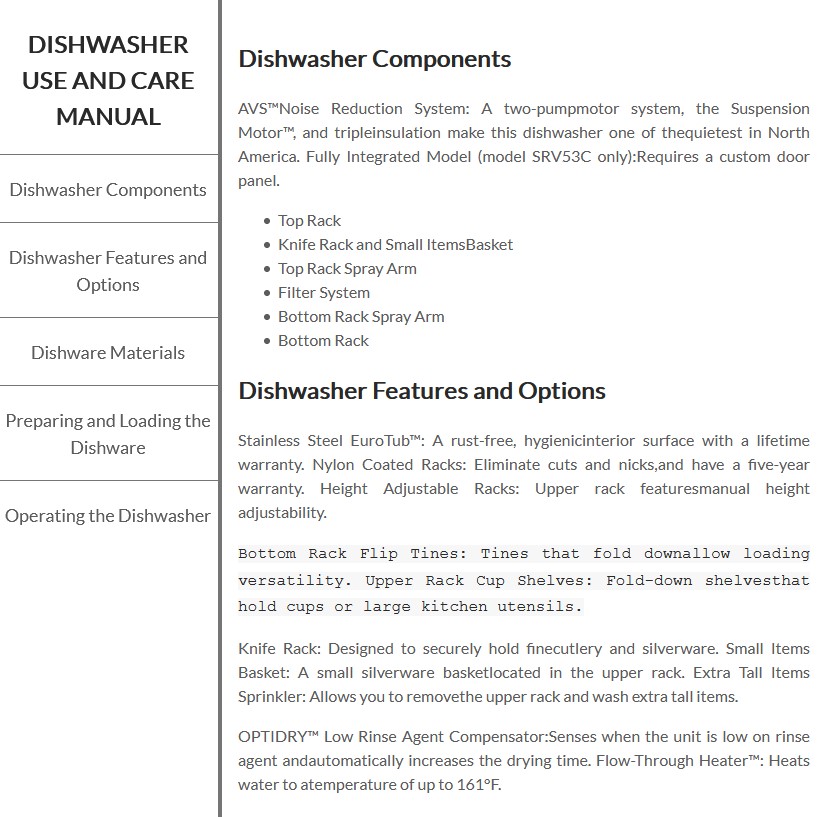 DISHWASHER
USE AND CARE
MANUAL
Dishwasher Components
Dishwasher Features and
Options
Dishware Materials
Preparing and Loading the
Dishware
Operating the Dishwasher
Dishwasher Components
AVS™Noise Reduction System: A two-pumpmotor system, the Suspension
Motor™, and tripleinsulation make this dishwasher one of thequietest in North
America. Fully Integrated Model (model SRV53C only):Requires a custom door
panel.
• Top Rack
• Knife Rack and Small ItemsBasket
• Top Rack Spray Arm
• Filter System
• Bottom Rack Spray Arm
• Bottom Rack
Dishwasher Features and Options
Stainless Steel EuroTub™: A rust-free, hygienicinterior surface with a lifetime
warranty. Nylon Coated Racks: Eliminate cuts and nicks,and have a five-year
warranty. Height Adjustable Racks: Upper rack featuresmanual height
adjustability.
Bottom Rack Flip Tines: Tines that fold downallow loading
versatility. Upper Rack Cup Shelves: Fold-down shelvesthat
hold cups or large kitchen utensils.
Knife Rack: Designed to securely hold finecutlery and silverware. Small Items
Basket: A small silverware basketlocated in the upper rack. Extra Tall Items
Sprinkler: Allows you to removethe upper rack and wash extra tall items.
OPTIDRY™ Low Rinse Agent Compensator:Senses when the unit is low on rinse
agent andautomatically increases the drying time. Flow-Through Heater™: Heats
water to atemperature of up to 161°F.